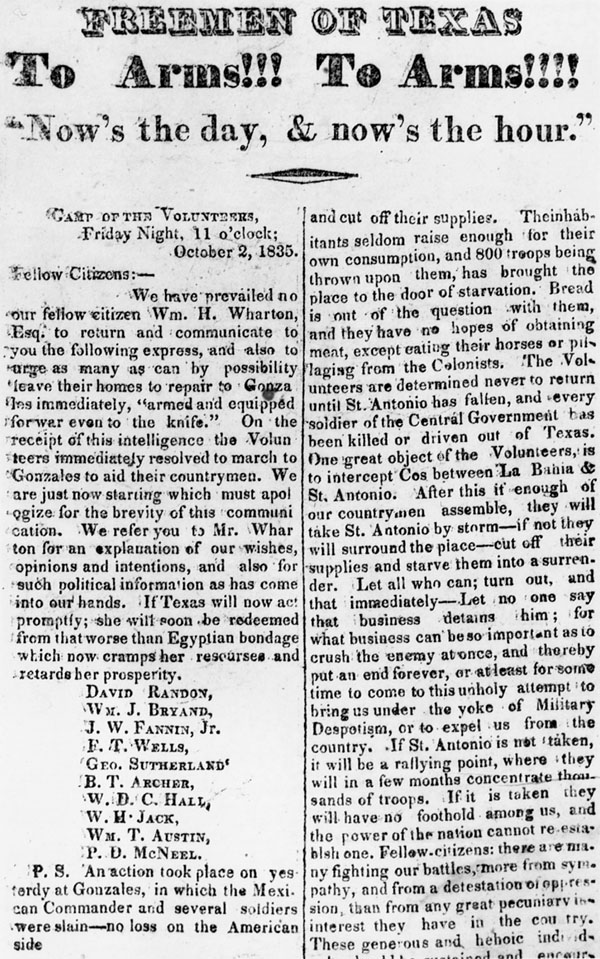 FREEMEN OF TEXAS
To Arms!!! To Arms!!!!
"Now's the day, & now's the hour."
CAMP OF THE VOLUNTEERS,
Friday Night, 11 o'clock;
October 2, 1835.
Fellow Citizens:—
We have prevailed no
our fellow citizen Wm. H. Wharton,
Esq. to return and communicate to
you the following express, and also to
urge as many as can by possibility
leave their homes to repair to Gonza
les immediately, "armed and equipped
for war even to the knife." On the
receipt of this intelligence the Volun
teers immediately resolved to march to
Gonzales to aid their countrymen. We
are just now starting which must apol
ogize for the brevity of this communi
cation. We refer you to Mr. Whar
ton for an explanation of our wishes,
opinions and intentions, and also for
such political information as has come
into our hands. If Texas will now act
promptly; she will soon be redeemed
from that worse than Egyptian bondage
which now cramps her rescurses and
retards her prosperity.
DAVID RANDON,
WM. J. BRYAND,
J. W. FANNIN, JR.
F. T. WELLS,
GEO. SUTHERLAND
B. T. ARCHER,
W. D. C. HALL,
W. H. JACK,
WM. T. AUSTIN,
P. D. MCNEEL.
P. S. An action took place on yes
terdy at Gonzales, in which the Mexi
can Commander and several soldiers
were slain—no loss on the American
side
and cut off their supplies. The inhab-
itants seldom raise enough for their
own consumption, and 800 troops being
thrown upon them, has brought the
place to the door of starvation. Bread
is out of the question with them,
and they have no hopes of obtaining
meat, except eating their horses or pil-
laging from the Colonists. The Vol-
unteers are determined never to return
until St. Antonio has fallen, and every
soldier of the Central Government has
been killed or driven out of Texas.
One great object of the Volunteers, is
to intercept Cos between La Bahia &
St. Antonio. After this if enough of
our countrymen assemble, they will
take St. Antonio by storm—if not they
will surround the place—cut off their
supplies and starve them into a surren-
der. Let all who can; turn out, and
that immediately—Let no one say
that business detains him; for
what business can be so important as to
crush the enemy at once, and thereby
put an end forever, or at least for some
time to come to this unholy attempt to
bring us under the yoke of Military
Despotism, or to expel us from the
country. If St. Antonio is not taken,
it will be a rallying point, where they
will in a few months concentrate thou-
sands of troops. If it is taken they
will have no foothold among us, and
the power of the nation cannot re-esta-
blsh one. Fellow-citizens: there are ma-
ny fighting our battles, more from sym-
pathy, and from a detestation of oppres-
sion, than from any great pecuniary in-
interest they have in the cou try.
These generous and heboic individ-